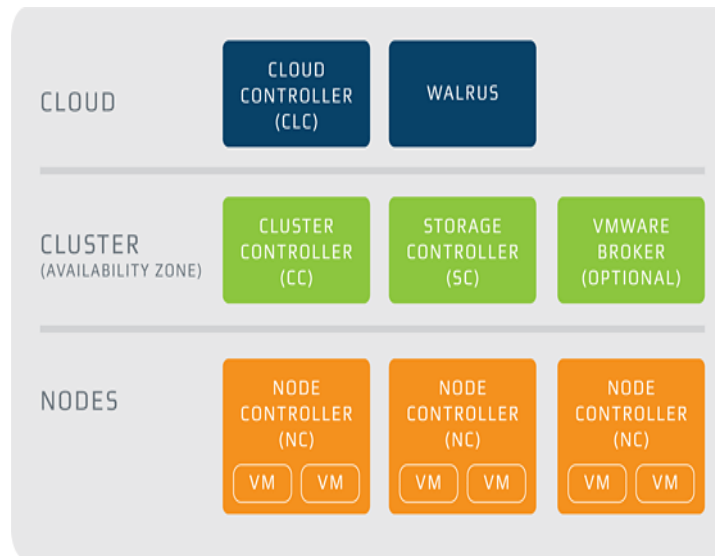 CLOUD
CLOUD
CONTROLLER
(CLC)
WALRUS
CLUSTER
(AVAILABILITY ZONE)
CLUSTER
CONTROLLER
(CC)
STORAGE
CONTROLLER
(SC)
VMWARE
BROKER
(OPTIONAL)
NODES
NODE
CONTROLLER
(NC)
VM VM
NODE
CONTROLLER
(NC)
VM VM
NODE
CONTROLLER
(NC)
VM VM